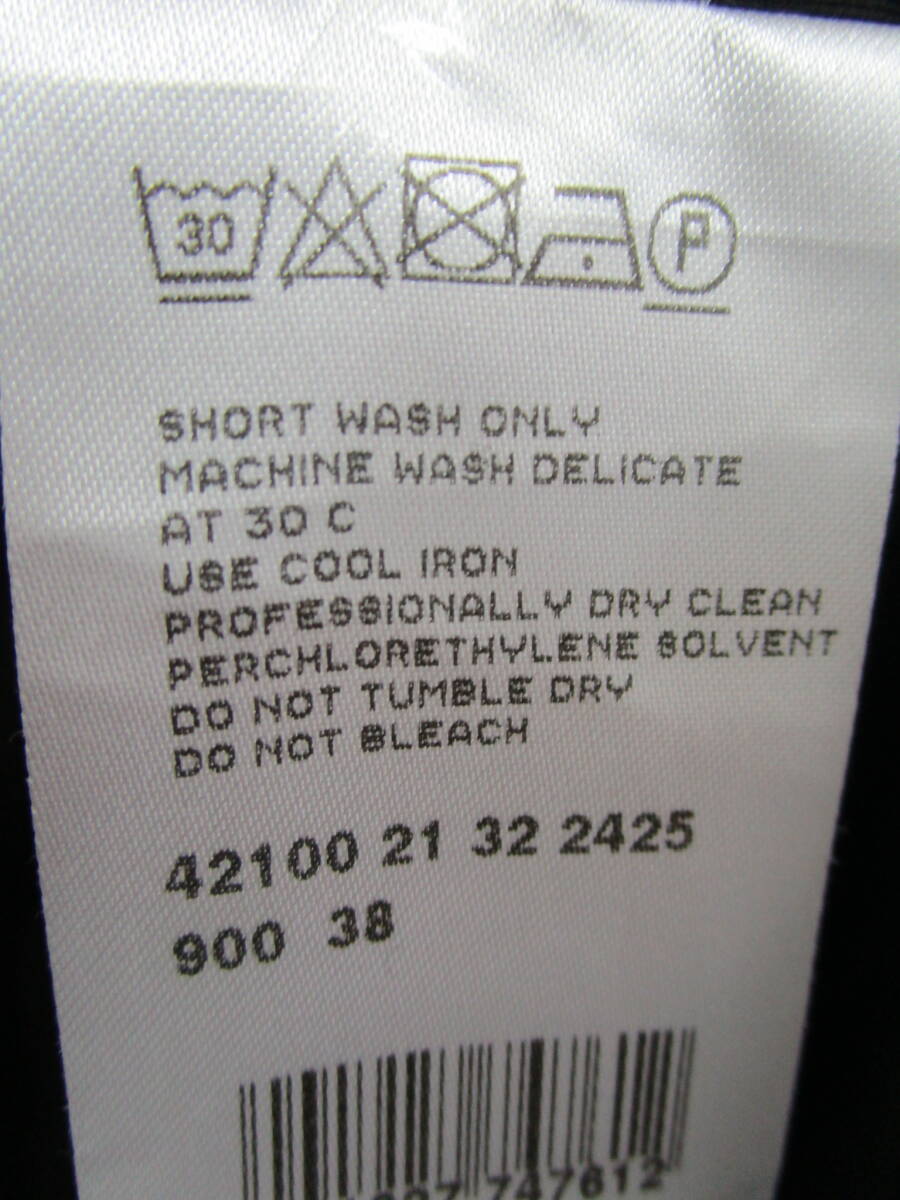 30
P
SHORT WASH ONLY
MACHINE WASH DELICATE
AT 30 C
USE COOL IRON
PROFESSIONALLY DRY CLEAN
PERCHLORETHYLENE SOLVENT
DO NOT TUMBLE DRY
DO NOT BLEACH
42100 21 32 2425
900 38
747612